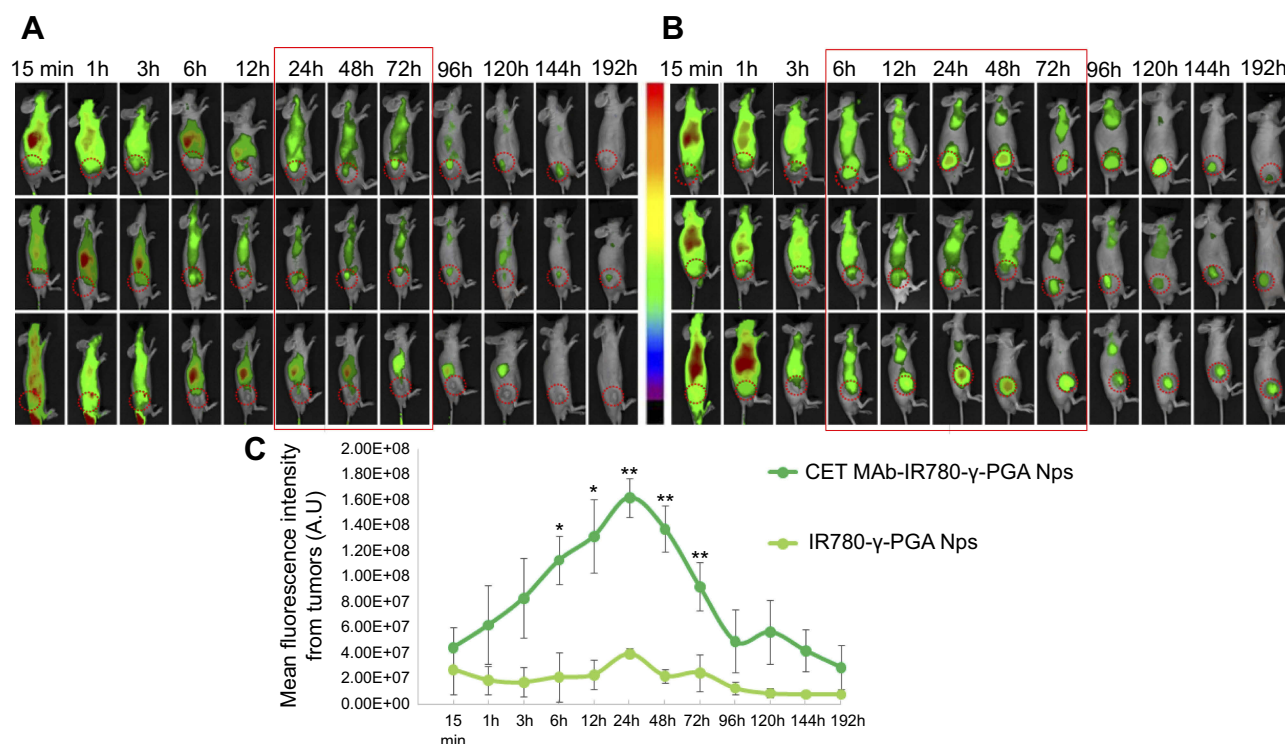 A
B
15 min 1h 3h 6h 12h 24h 48h 72h 96h 120h 144h 192h
15 min 1h 3h 6h 12h 24h 48h 72h 96h 120h 144h 192h
C
Mean fluorescence intensity
from tumors (A.U)
2.00E+08
1.80E+08
1.60E+08
1.40E+08
1.20E+08
1.00E+08
8.00E+07
6.00E+07
4.00E+07
2.00E+07
0.00E+00
* * ** ** **
CET MAb-IR780-γ-PGA Nps
IR780-γ-PGA Nps
15 min 1h 3h 6h 12h 24h 48h 72h 96h 120h 144h 192h